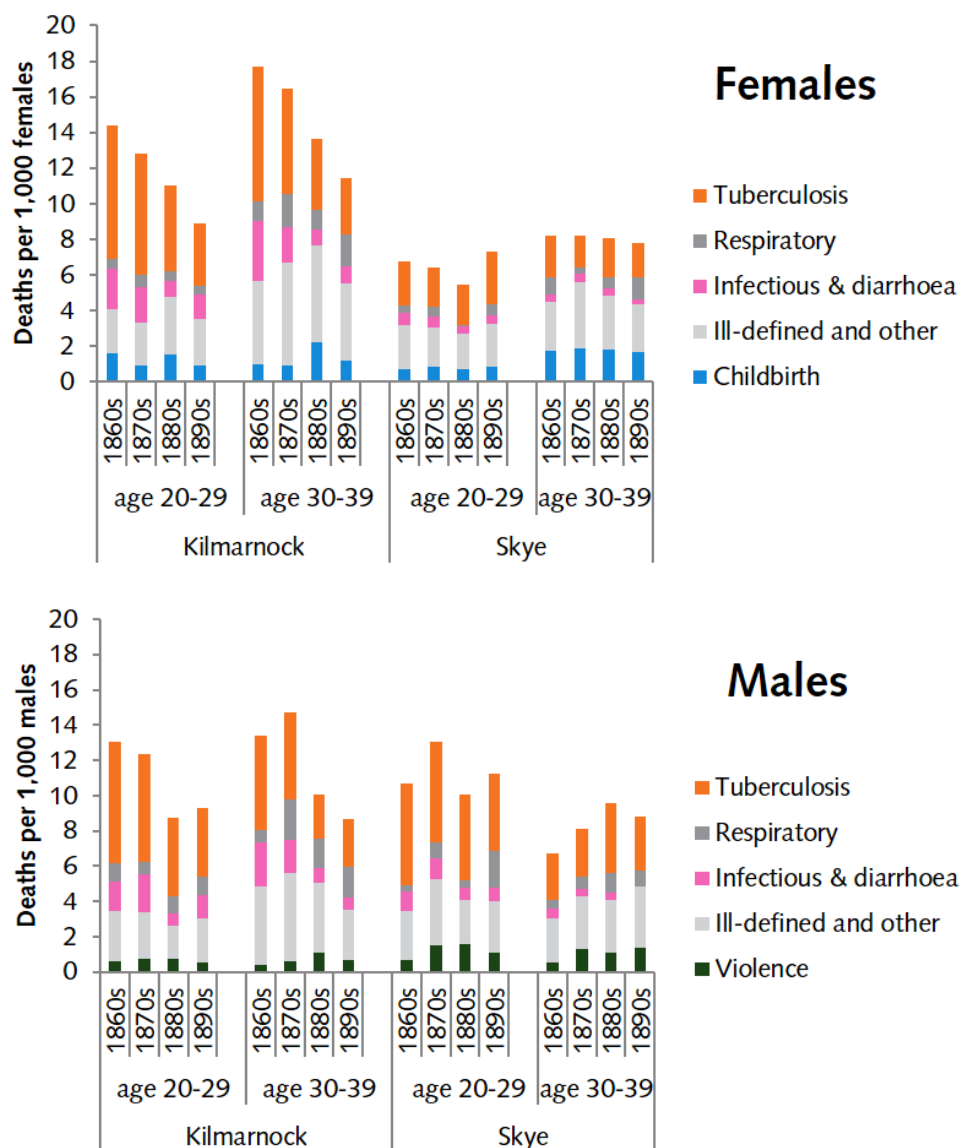 20
18
16
14
12
10
8
6
4
2
0
Deaths per 1,000 females
Females
Tuberculosis
Respiratory
Infectious & diarrhoea
Ill-defined and other
Childbirth
1860s 1870s 1880s 1890s 1860s 1870s 1880s 1890s 1860s 1870s 1880s 1890s 1860s 1870s 1880s 1890s
age 20-29 age 30-39 age 20-29 age 30-39
Kilmarnock Skye
20
18
16
14
12
10
8
6
4
2
0
Deaths per 1,000 males
Males
Tuberculosis
Respiratory
Infectious & diarrhoea
Ill-defined and other
Violence
1860s 1870s 1880s 1890s 1860s 1870s 1880s 1890s 1860s 1870s 1880s 1890s 1860s 1870s 1880s 1890s
age 20-29 age 30-39 age 20-29 age 30-39
Kilmarnock Skye